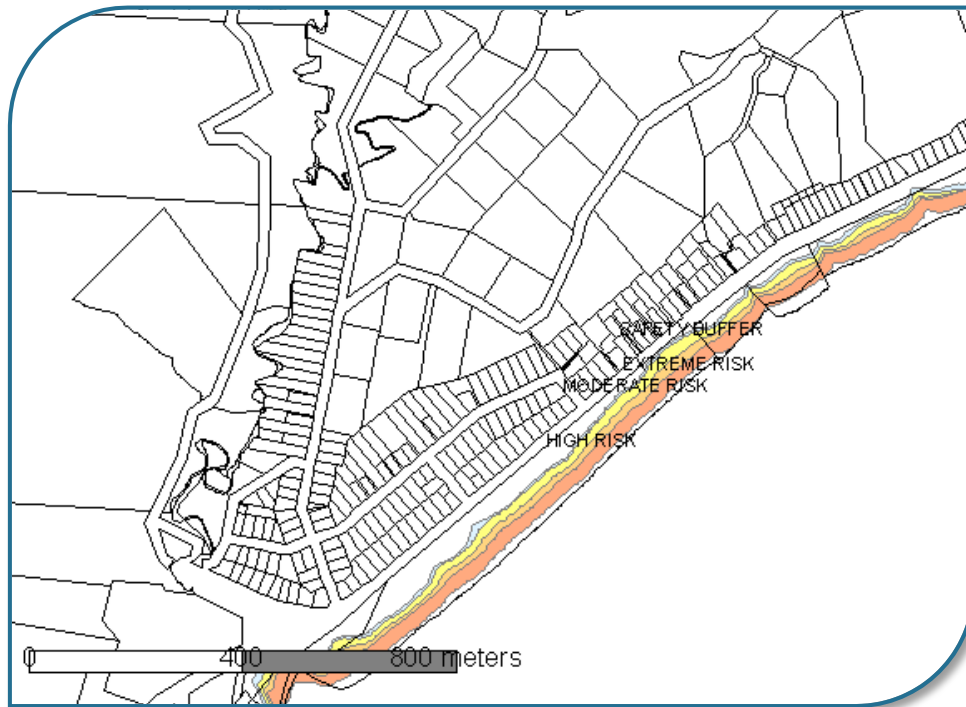 SAFETY BUFFER
EXTREME RISK
MODERATE RISK
HIGH RISK
0 400 800 meters